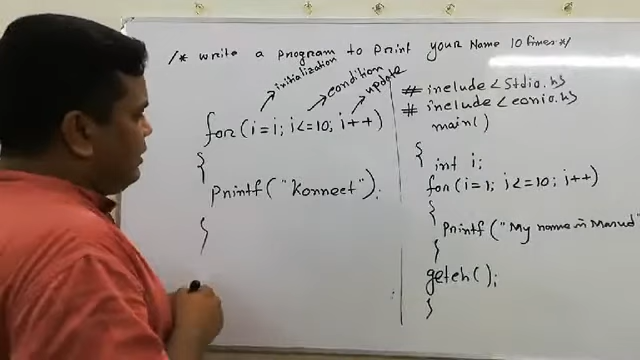 /* write a program to print your Name 10 times */
initialization
condition
update
for (i=i; i<=10; i++)
{
printf("Konneet");
}
# include <stdio.h>
# include <conio.h>
main()
{
int i;
for (i=1; i<=10; i++)
{
printf("My name is Masud"
}
getch();
}